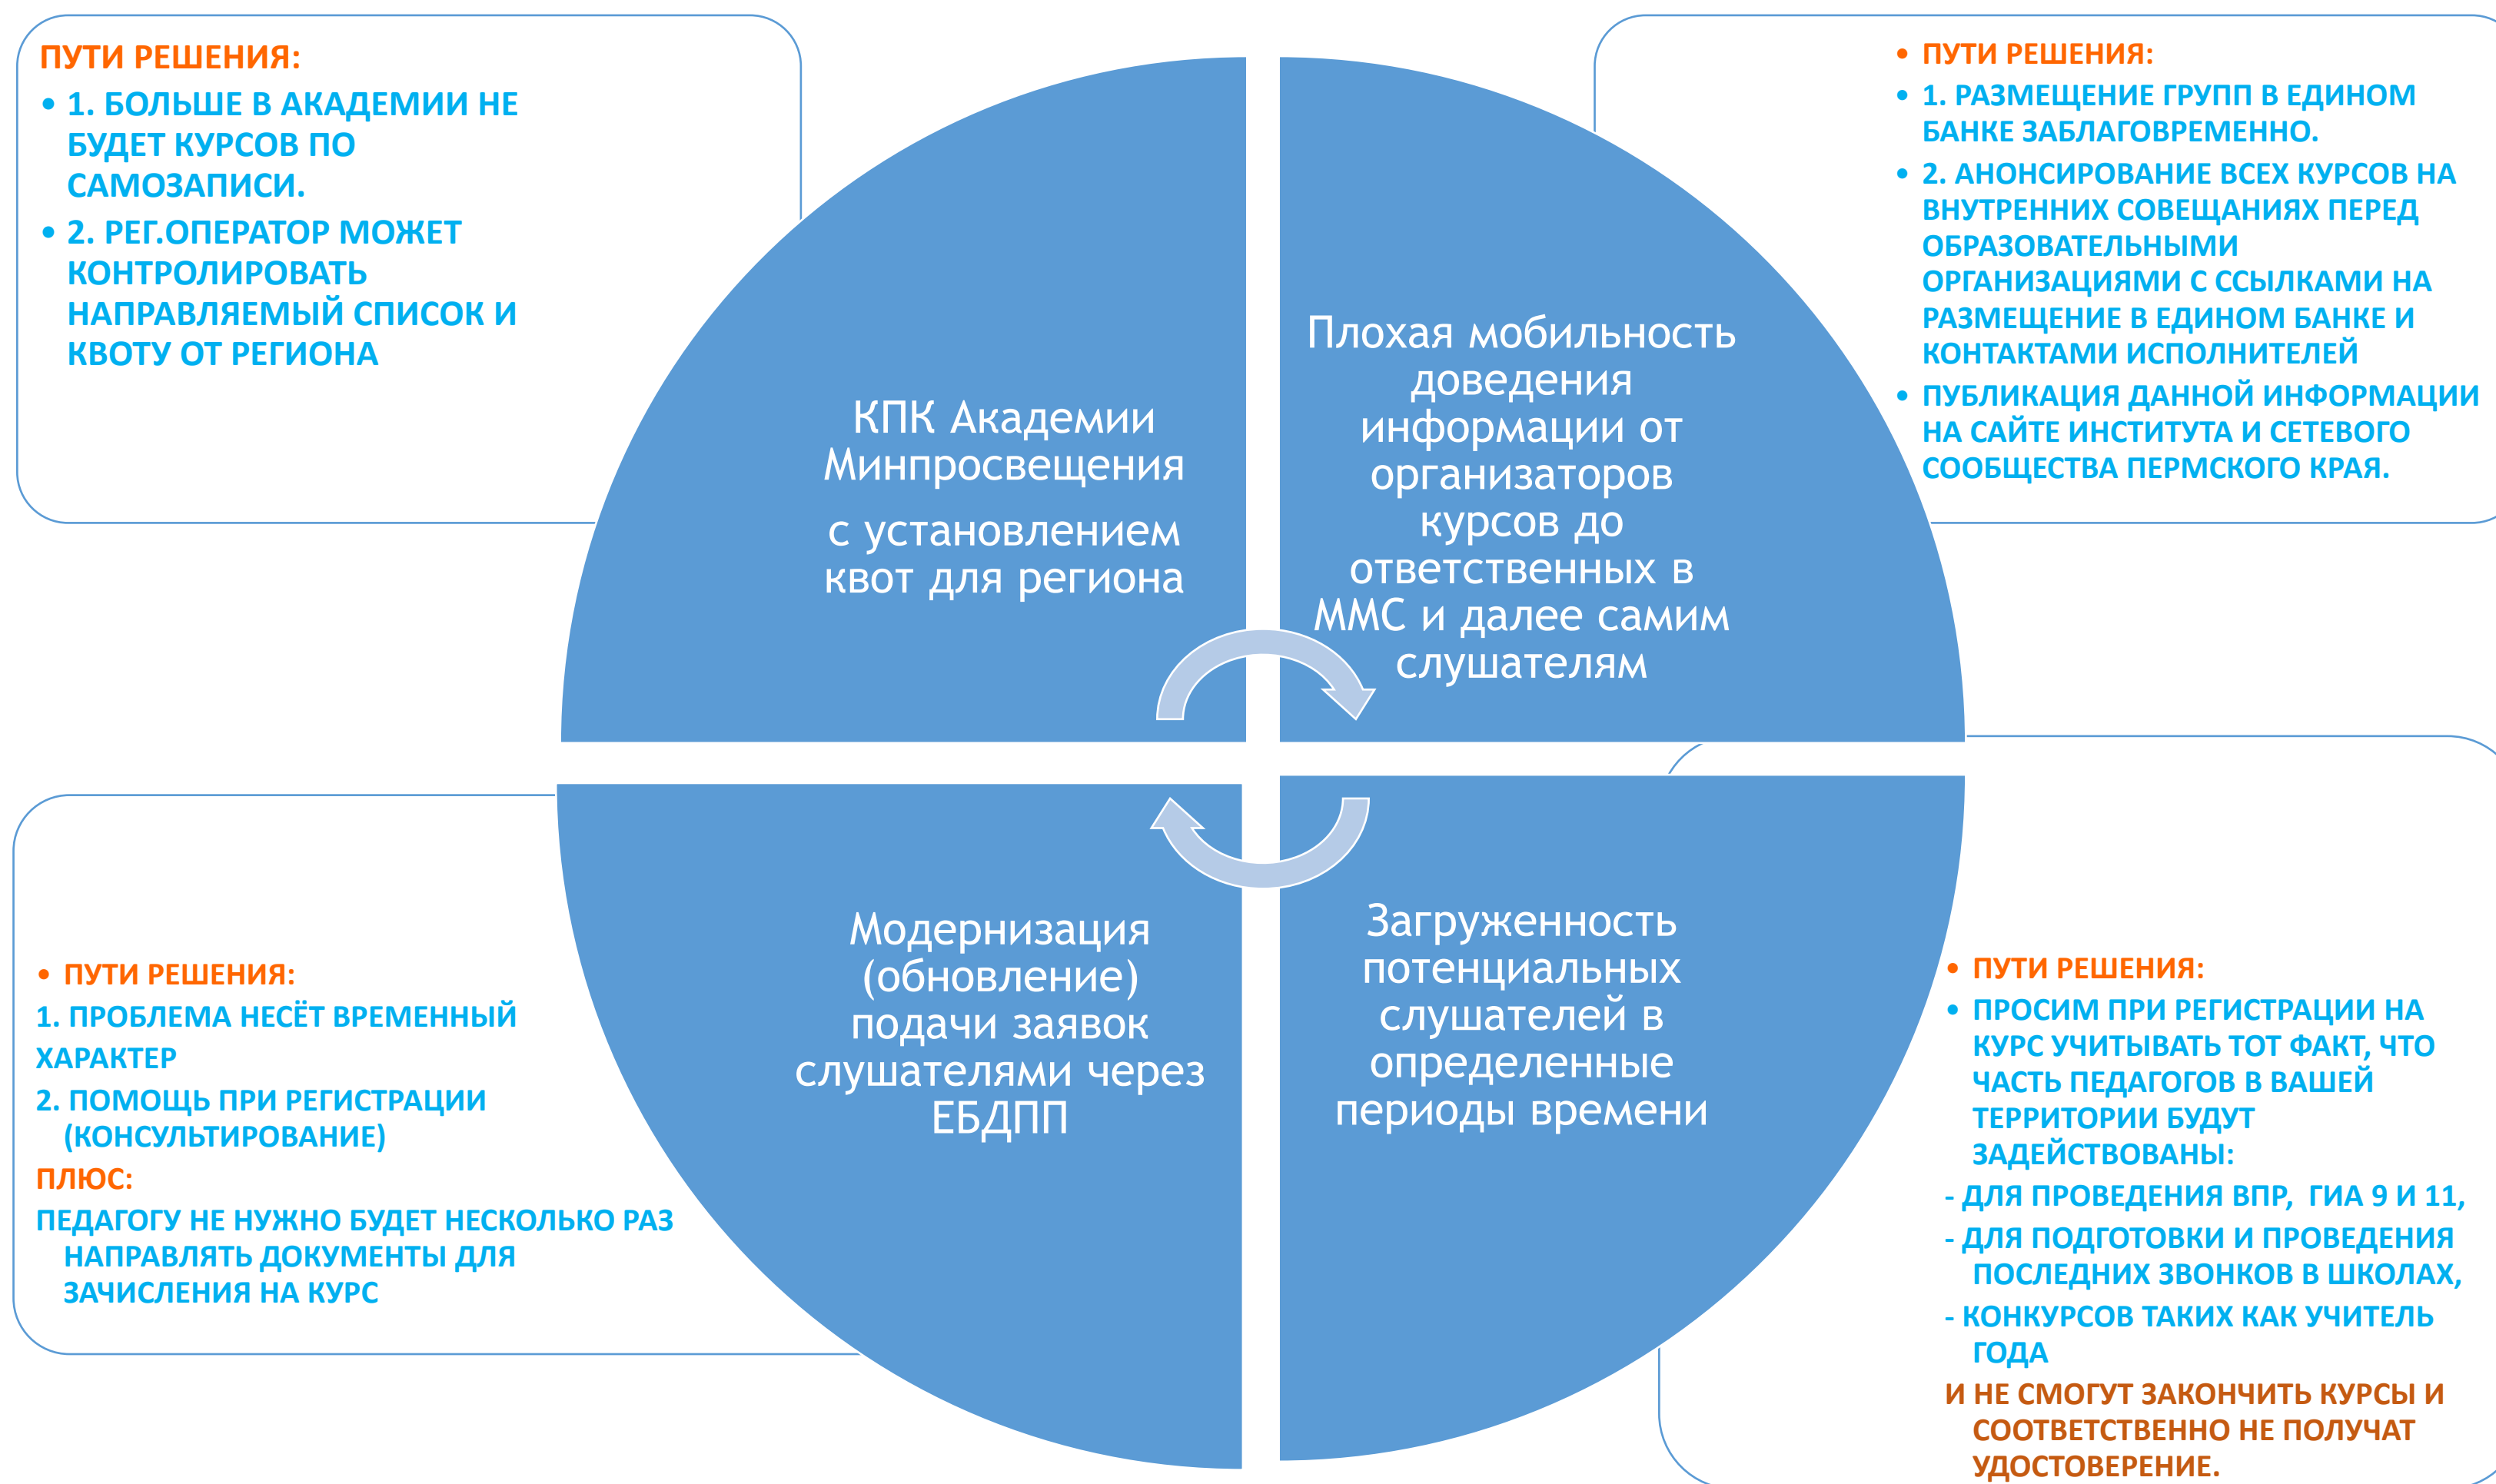 ПУТИ РЕШЕНИЯ:
• 1. БОЛЬШЕ В АКАДЕМИИ НЕ
БУДЕТ КУРСОВ ПО
САМОЗАПИСИ.
• 2. РЕГ.ОПЕРАТОР МОЖЕТ
КОНТРОЛИРОВАТЬ
НАПРАВЛЯЕМЫЙ СПИСОК И
КВОТУ ОТ РЕГИОНА
КПК Академии
Минпросвещения
с установлением
квот для региона
Плохая мобильность
доведения
информации от
организаторов
курсов до
ответственных в
ММС и далее самим
слушателям
• ПУТИ РЕШЕНИЯ:
• 1. РАЗМЕЩЕНИЕ ГРУПП В ЕДИНОМ
БАНКЕ ЗАБЛАГОВРЕМЕННО.
• 2. АНОНСИРОВАНИЕ ВСЕХ КУРСОВ НА
ВНУТРЕННИХ СОВЕЩАНИЯХ ПЕРЕД
ОБРАЗОВАТЕЛЬНЫМИ
ОРГАНИЗАЦИЯМИ С ССЫЛКАМИ НА
РАЗМЕЩЕНИЕ В ЕДИНОМ БАНКЕ И
КОНТАКТАМИ ИСПОЛНИТЕЛЕЙ
• ПУБЛИКАЦИЯ ДАННОЙ ИНФОРМАЦИИ
НА САЙТЕ ИНСТИТУТА И СЕТЕВОГО
СООБЩЕСТВА ПЕРМСКОГО КРАЯ.
• ПУТИ РЕШЕНИЯ:
1. ПРОБЛЕМА НЕСЁТ ВРЕМЕННЫЙ
ХАРАКТЕР
2. ПОМОЩЬ ПРИ РЕГИСТРАЦИИ
(КОНСУЛЬТИРОВАНИЕ)
ПЛЮС:
ПЕДАГОГУ НЕ НУЖНО БУДЕТ НЕСКОЛЬКО РАЗ
НАПРАВЛЯТЬ ДОКУМЕНТЫ ДЛЯ
ЗАЧИСЛЕНИЯ НА КУРС
Модернизация
(обновление)
подачи заявок
слушателями через
ЕБДПП
Загруженность
потенциальных
слушателей в
определенные
периоды времени
• ПУТИ РЕШЕНИЯ:
• ПРОСИМ ПРИ РЕГИСТРАЦИИ НА
КУРС УЧИТЫВАТЬ ТОТ ФАКТ, ЧТО
ЧАСТЬ ПЕДАГОГОВ В ВАШЕЙ
ТЕРРИТОРИИ БУДУТ
ЗАДЕЙСТВОВАНЫ:
- ДЛЯ ПРОВЕДЕНИЯ ВПР, ГИА 9 И 11,
- ДЛЯ ПОДГОТОВКИ И ПРОВЕДЕНИЯ
ПОСЛЕДНИХ ЗВОНКОВ В ШКОЛАХ,
- КОНКУРСОВ ТАКИХ КАК УЧИТЕЛЬ
ГОДА
И НЕ СМОГУТ ЗАКОНЧИТЬ КУРСЫ И
СООТВЕТСТВЕННО НЕ ПОЛУЧАТ
УДОСТОВЕРЕНИЕ.